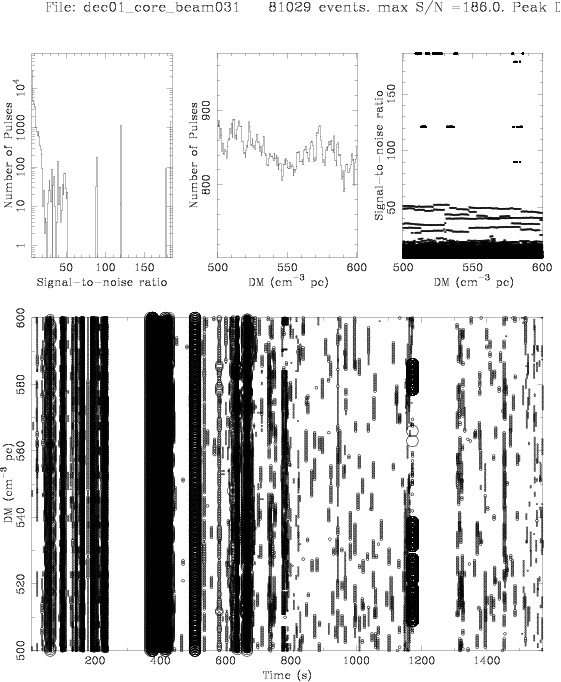 File: dec01_core_beam031 81029 events. max S/N =186.0. Peak D
Number of Pulses
1 10 100 1000 10⁴
50 100 150
Signal-to-noise ratio
Number of Pulses
800 900
500 550 600
DM (cm⁻³ pc)
Signal-to-noise ratio
50 100 150
500 550 600
DM (cm⁻³ pc)
DM (cm⁻³ pc)
500 520 540 560 580 600
200 400 600 800 1000 1200 1400
Time (s)